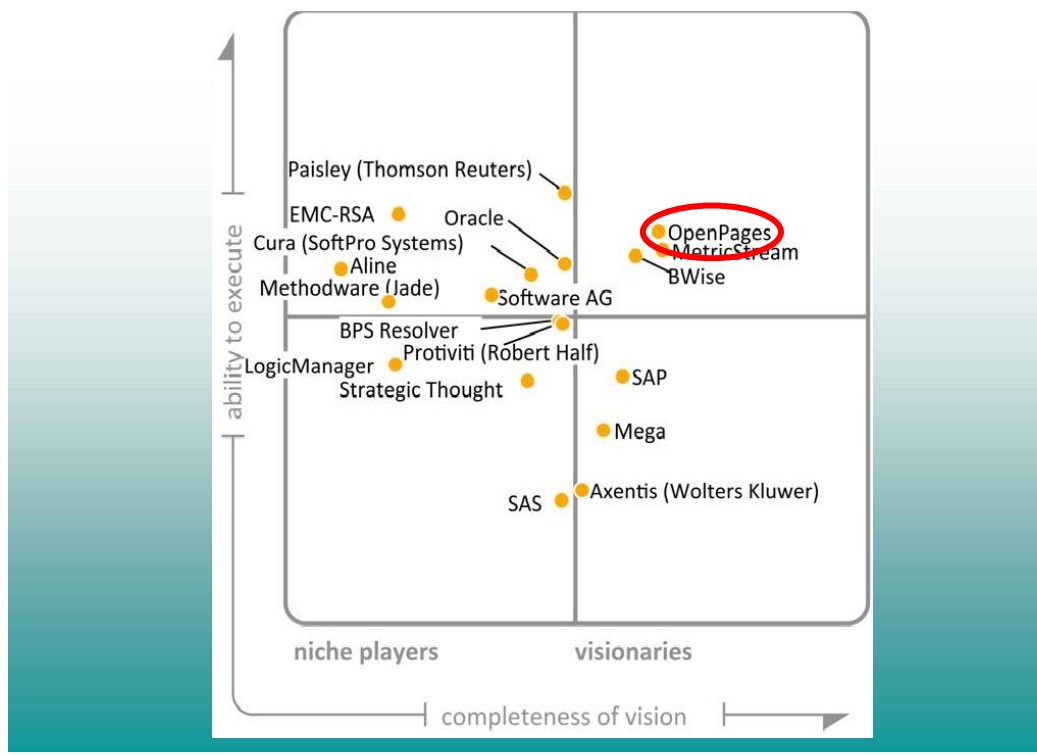 Paisley (Thomson Reuters)
EMC-RSA
Oracle
OpenPages
Cura (SoftPro Systems)
MetricStream
Aline
BWise
Methodware (Jade)
Software AG
BPS Resolver
Protiviti (Robert Half)
LogicManager
SAP
Strategic Thought
Mega
Axentis (Wolters Kluwer)
SAS
ability to execute
niche players
visionaries
completeness of vision